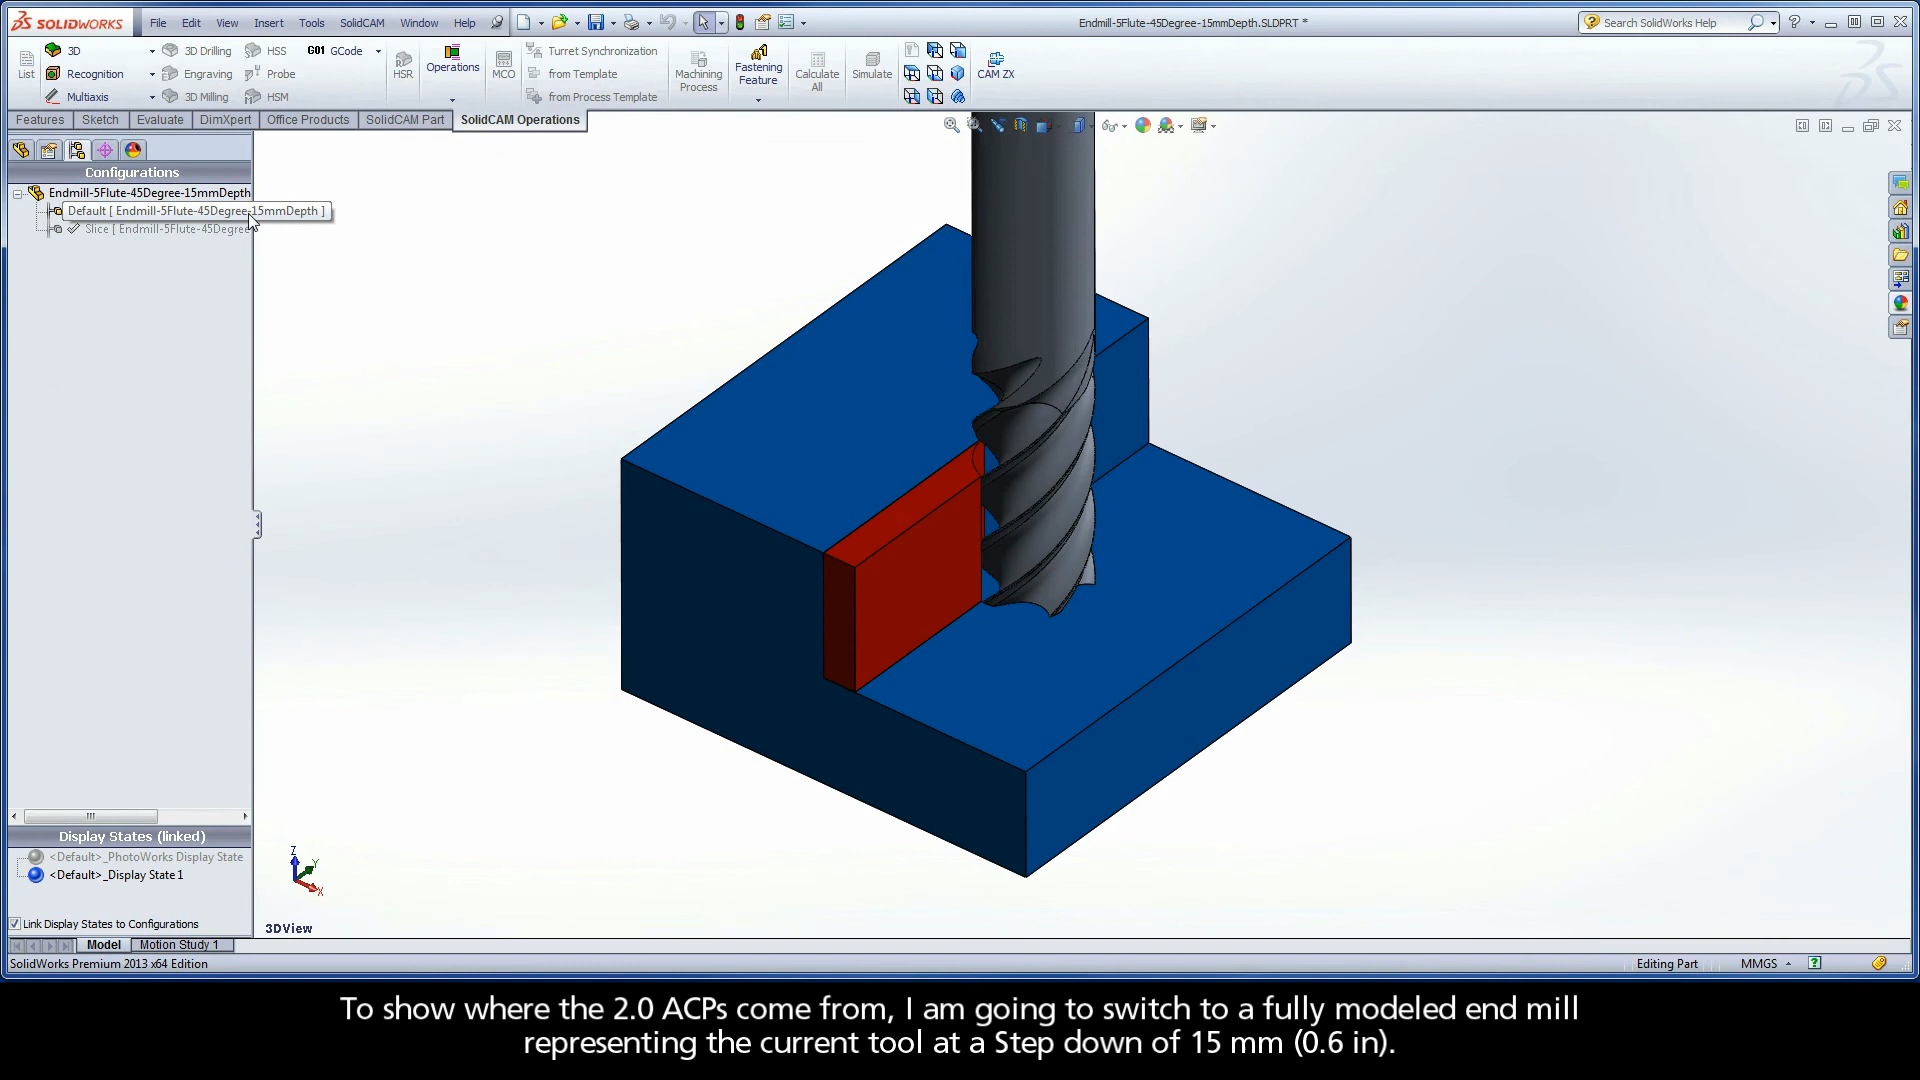 SOLIDWORKS File Edit View Insert Tools SolidCAM Window Help Endmill-5Flute-45Degree-15mmDepth.SLDPRT * Search SolidWorks Help
3D 3D Drilling HSS G01 GCode Turret Synchronization
List Recognition Engraving Probe HSR Operations MCO from Template Machining Process Fastening Feature Calculate All Simulate CAM ZX
Multiaxis 3D Milling HSM from Process Template
Features Sketch Evaluate DimXpert Office Products SolidCAM Part SolidCAM Operations
Configurations
Endmill-5Flute-45Degree-15mmDepth
Default [ Endmill-5Flute-45Degree-15mmDepth ]
Slice [ Endmill-5Flute-45Degree
Display States (linked)
<Default>_PhotoWorks Display State
<Default>_Display State 1
Link Display States to Configurations
Z
Y
X
3DView
Model Motion Study 1
SolidWorks Premium 2013 x64 Edition Editing Part MMGS
To show where the 2.0 ACPs come from, I am going to switch to a fully modeled end mill
representing the current tool at a Step down of 15 mm (0.6 in).